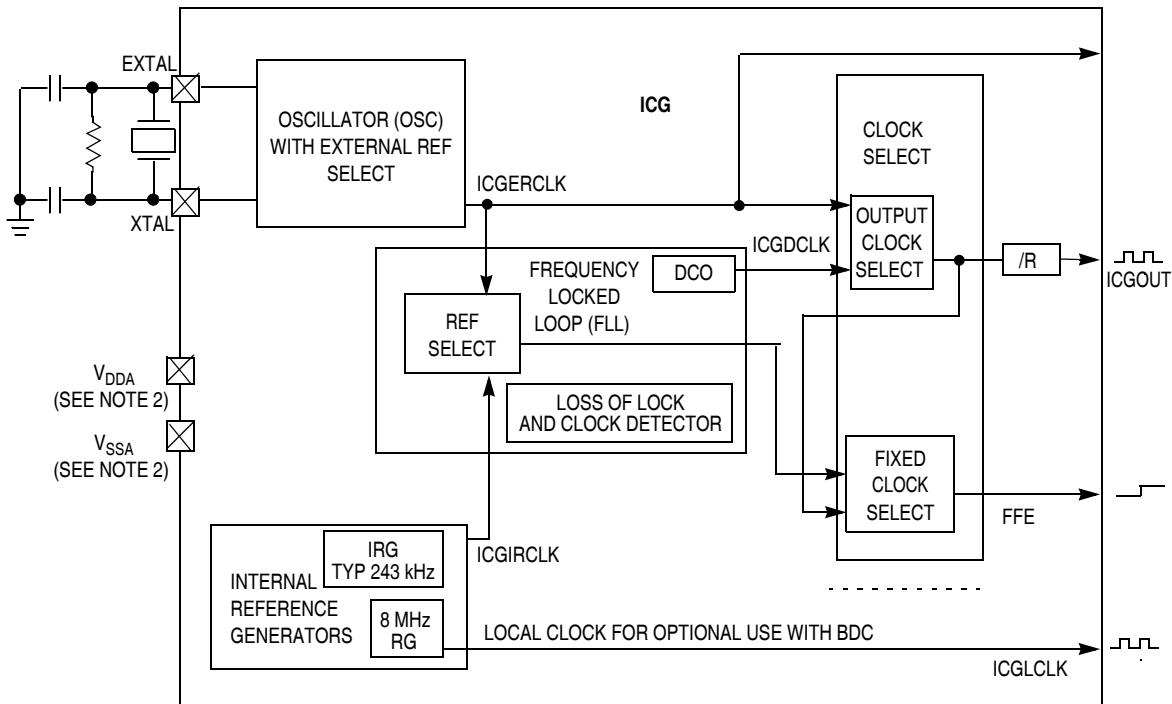 EXTAL
XTAL
OSCILLATOR (OSC)
WITH EXTERNAL REF
SELECT
ICG
ICGERCLK
CLOCK
SELECT
OUTPUT
CLOCK
SELECT
/R
ICGOUT
ICGDCLK
DCO
FREQUENCY
LOCKED
LOOP (FLL)
REF
SELECT
LOSS OF LOCK
AND CLOCK DETECTOR
VDDA
(SEE NOTE 2)
VSSA
(SEE NOTE 2)
FIXED
CLOCK
SELECT
FFE
ICGIRCLK
IRG
TYP 243 kHz
INTERNAL
REFERENCE
GENERATORS
8 MHz
RG
LOCAL CLOCK FOR OPTIONAL USE WITH BDC
ICGLCLK